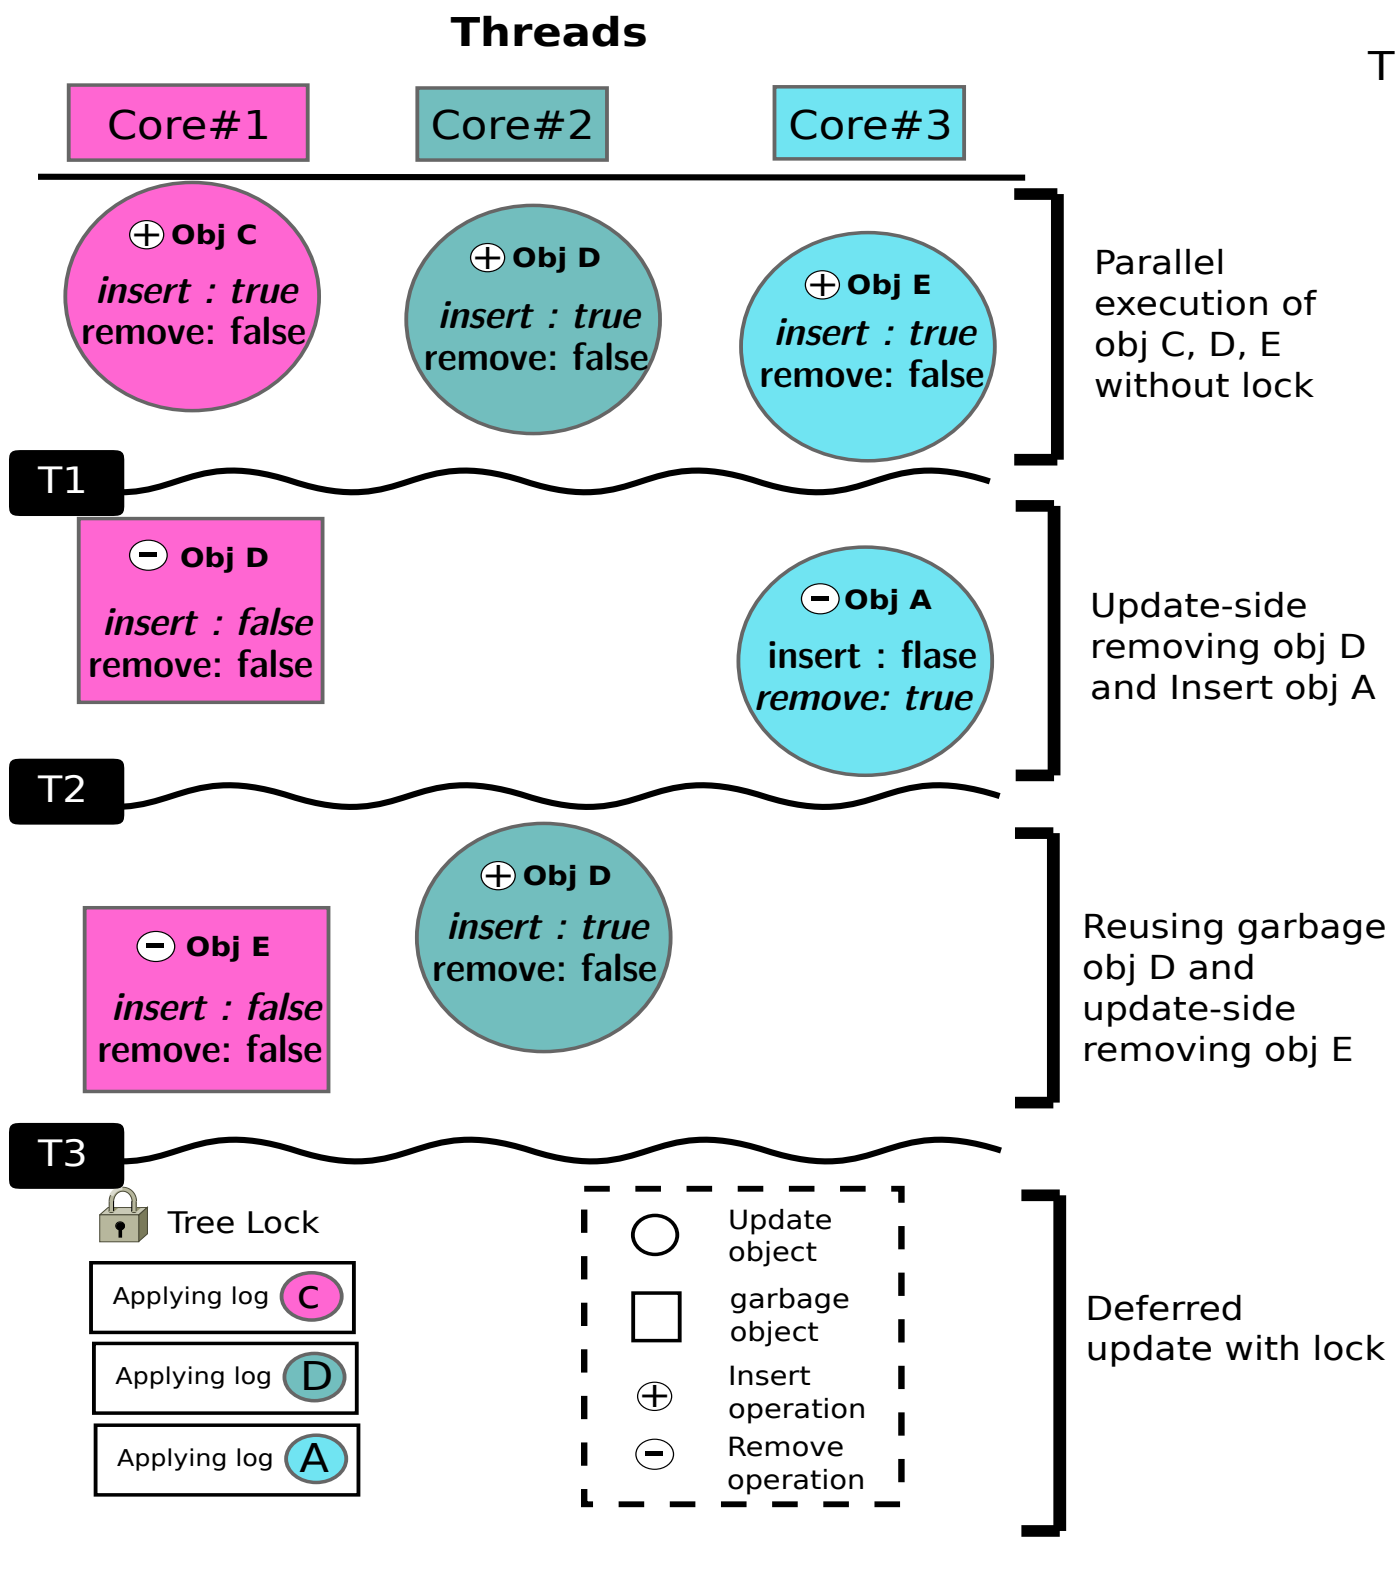 Threads
T
Core#1
Core#2
Core#3
Obj C
insert : true
remove: false
Obj D
insert : true
remove: false
Obj E
insert : true
remove: false
Parallel
execution of
obj C, D, E
without lock
T1
Obj D
insert : false
remove: false
Obj A
insert : flase
remove: true
Update-side
removing obj D
and Insert obj A
T2
Obj E
insert : false
remove: false
Obj D
insert : true
remove: false
Reusing garbage
obj D and
update-side
removing obj E
T3
Tree Lock
Applying log C
Applying log D
Applying log A
Update
object
garbage
object
Insert
operation
Remove
operation
Deferred
update with lock